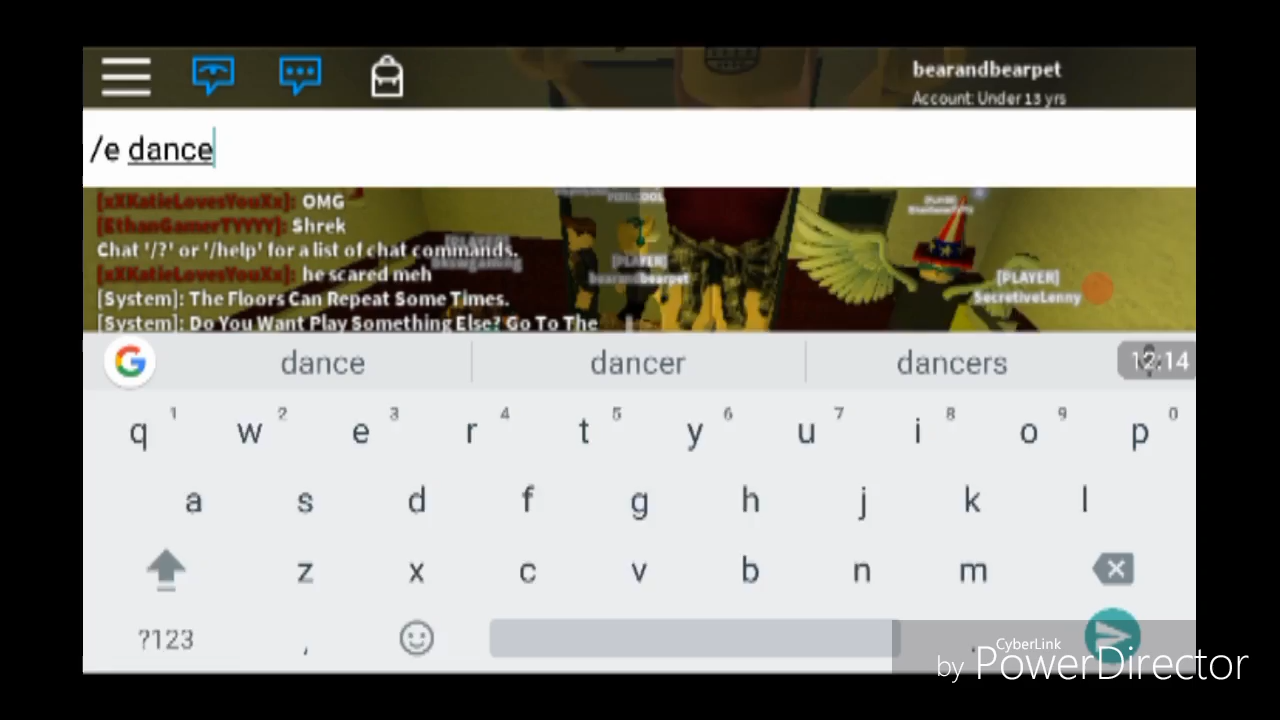 bearandbearpet
Account: Under 13 yrs
/e dance
[xXKatieLovesYouXx]: OMG
[EthanGamerTYYYY]: Shrek
Chat '/?' or '/help' for a list of chat commands.
[xXKatieLovesYouXx]: he scared meh
[System]: The Floors Can Repeat Some Times.
[System]: Do You Want Play Something Else? Go To The
[PLAYER]
bearandbearpet
[PLAYER]
SecretiveLenny
G dance dancer dancers 12:14
1 2 3 4 5 6 7 8 9 0
q w e r t y u i o p
a s d f g h j k l
z x c v b n m
?123 , .
CyberLink
by PowerDirector